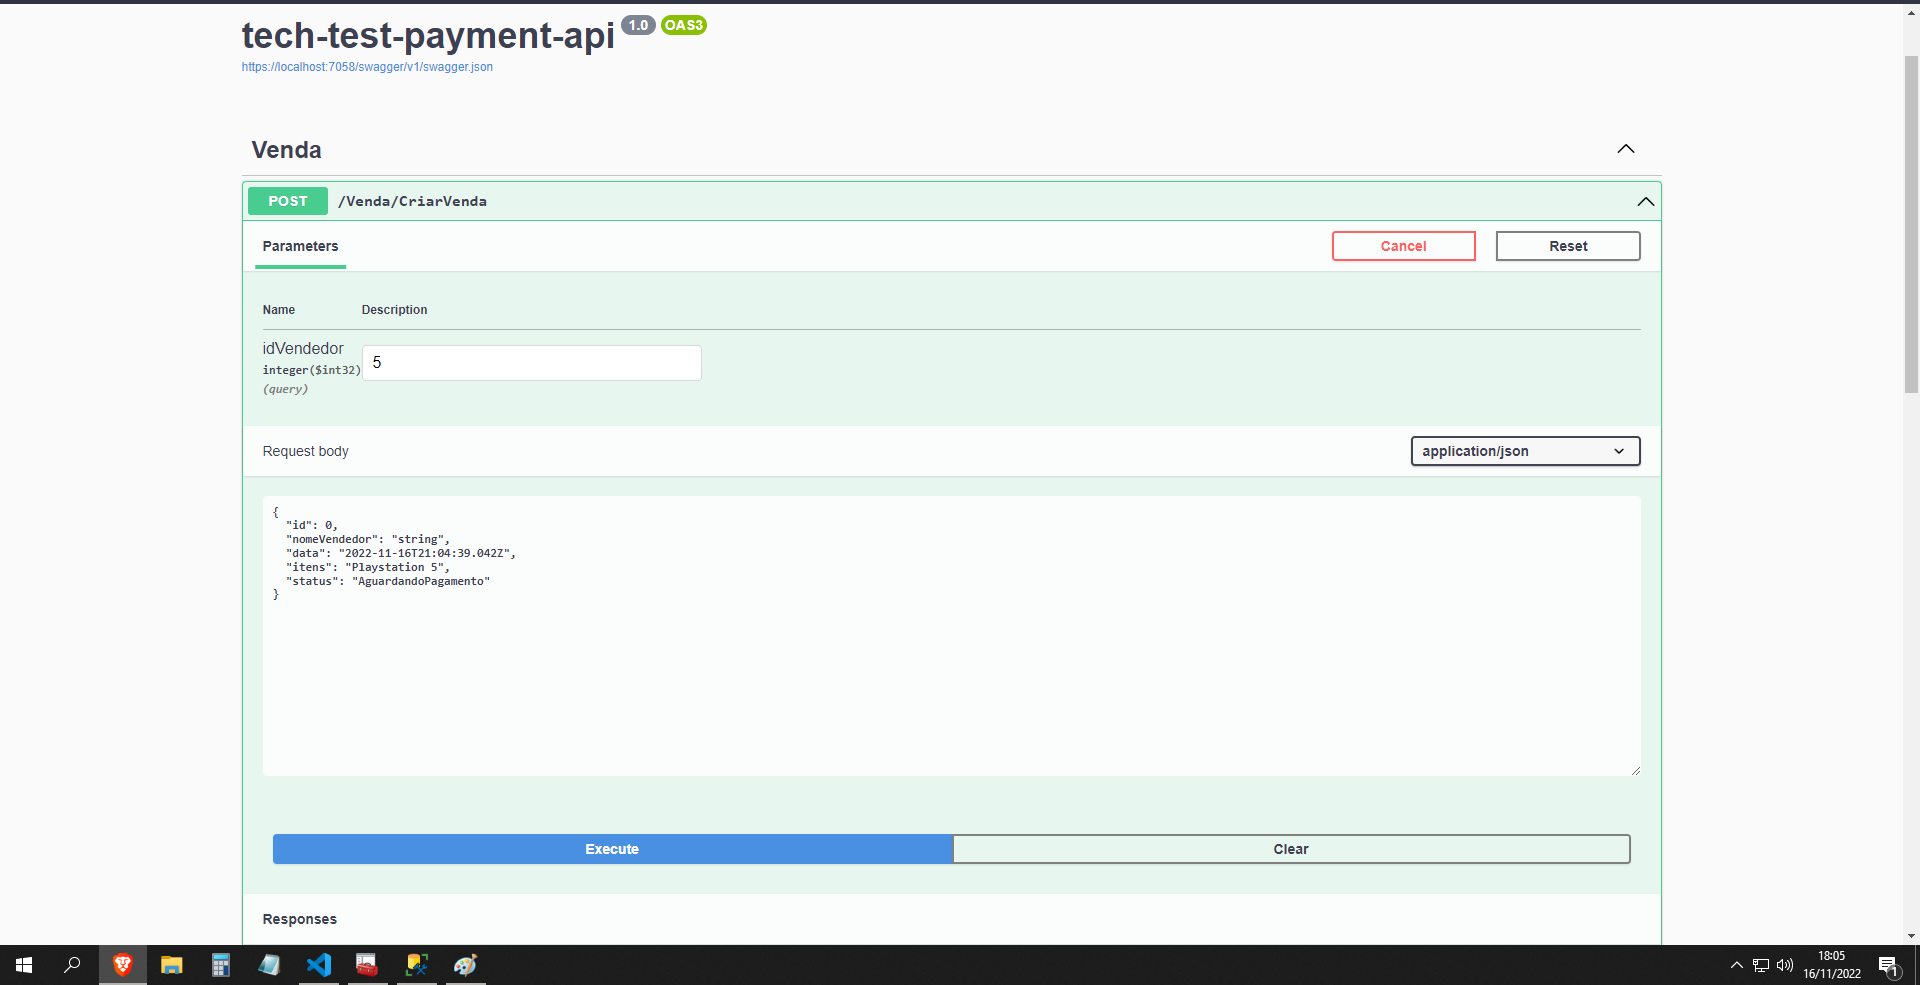 tech-test-payment-api 1.0 OAS3
https://localhost:7058/swagger/v1/swagger.json
Venda
POST /Venda/CriarVenda
Parameters
Cancel
Reset
Name Description
idVendedor
integer($int32)
(query)
5
Request body
application/json
{
"id": 0,
"nomeVendedor": "string",
"data": "2022-11-16T21:04:39.042Z",
"itens": "Playstation 5",
"status": "AguardandoPagamento"
}
Execute
Clear
Responses
18:05
16/11/2022
1